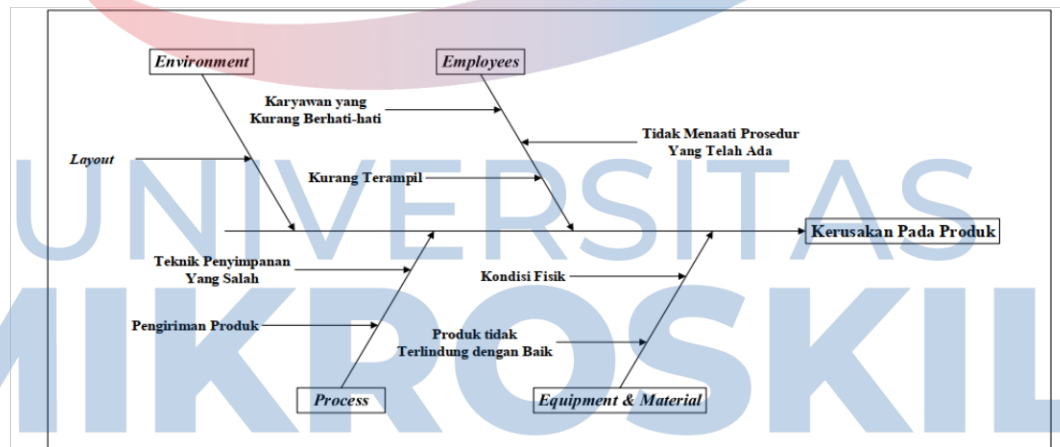 Environment
Employees
Karyawan yang
Kurang Berhati-hati
Tidak Menaati Prosedur
Yang Telah Ada
Layout
Kurang Terampil
UNIVERSITAS
Kerusakan Pada Produk
Teknik Penyimpanan
Yang Salah
Kondisi Fisik
Pengiriman Produk
Produk tidak
Terlindung dengan Baik
MIKROSKIL
Process
Equipment & Material